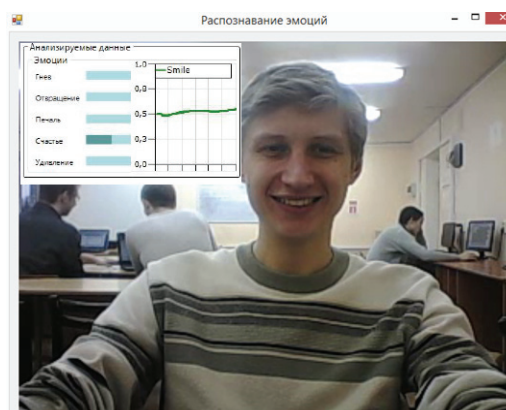 Распознавание эмоций
Анализируемые данные
Эмоции
Гнев
Отвращение
Печаль
Счастье
Удивление
1,0
0,8
0,5
0,3
0,0
Smile